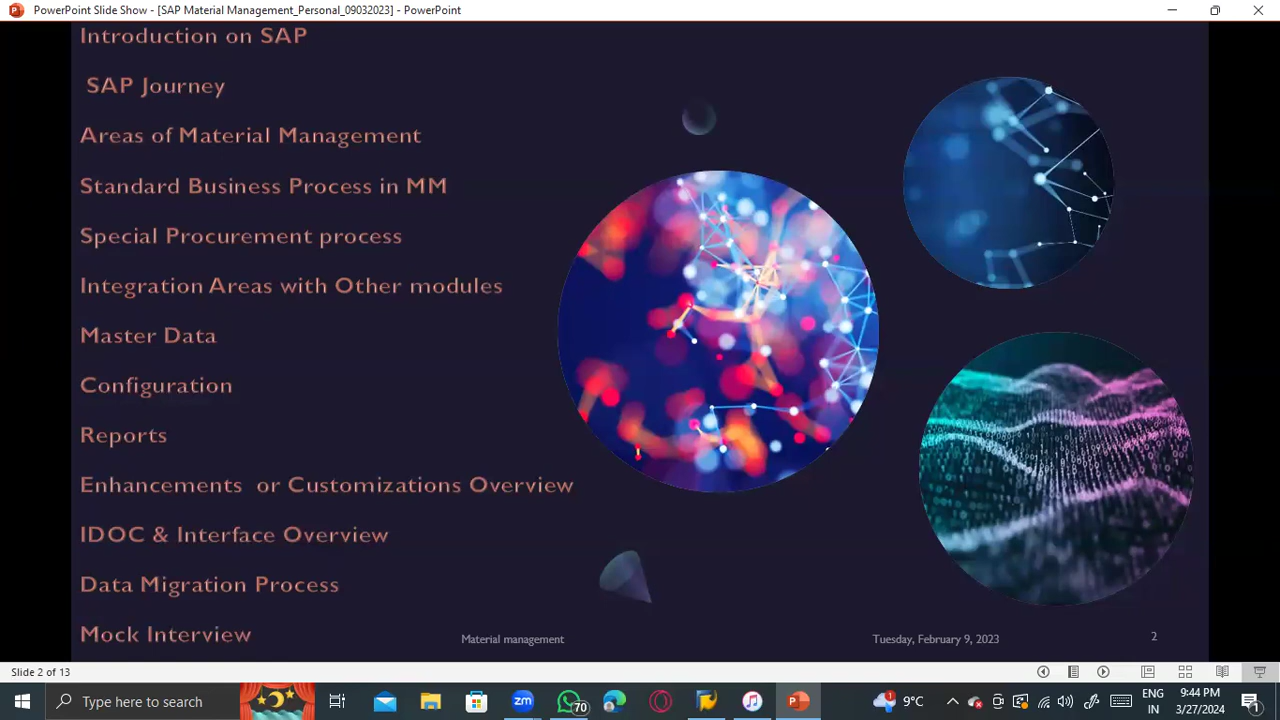 PowerPoint Slide Show - [SAP Material Management_Personal_09032023] - PowerPoint
Introduction on SAP
SAP Journey
Areas of Material Management
Standard Business Process in MM
Special Procurement process
Integration Areas with Other modules
Master Data
Configuration
Reports
Enhancements or Customizations Overview
IDOC & Interface Overview
Data Migration Process
Mock Interview
Material management
Tuesday, February 9, 2023
2
Slide 2 of 13
Type here to search
zm
70
1
9°C
ENG
IN
9:44 PM
3/27/2024
1